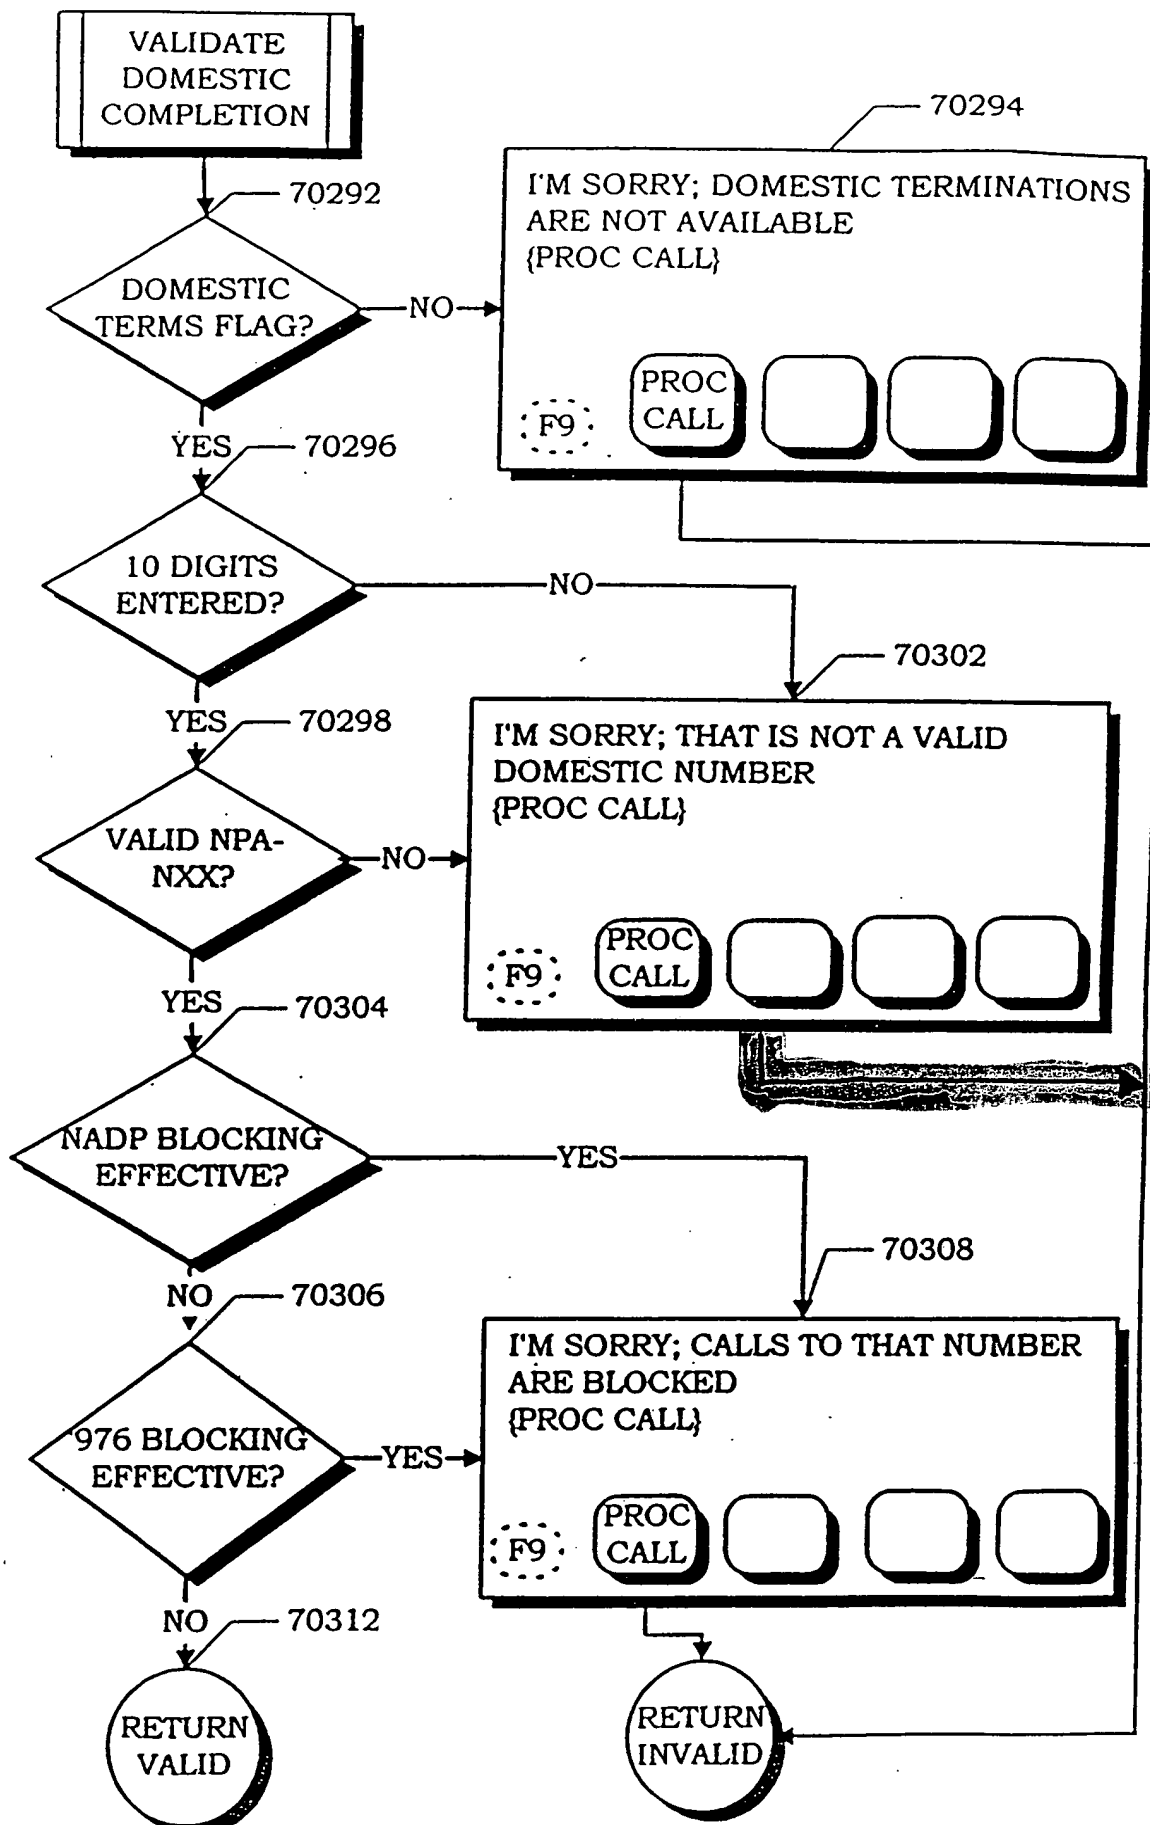 VALIDATE
DOMESTIC
COMPLETION
70294
I'M SORRY; DOMESTIC TERMINATIONS
ARE NOT AVAILABLE
{PROC CALL}
70292
DOMESTIC
TERMS FLAG?
NO
F9
PROC
CALL
YES
70296
10 DIGITS
ENTERED?
NO
70302
YES
70298
I'M SORRY; THAT IS NOT A VALID
DOMESTIC NUMBER
{PROC CALL}
VALID NPA-
NXX?
NO
F9
PROC
CALL
YES
70304
NADP BLOCKING
EFFECTIVE?
YES
70308
NO
70306
I'M SORRY; CALLS TO THAT NUMBER
ARE BLOCKED
{PROC CALL}
976 BLOCKING
EFFECTIVE?
YES
F9
PROC
CALL
NO
70312
RETURN
VALID
RETURN
INVALID